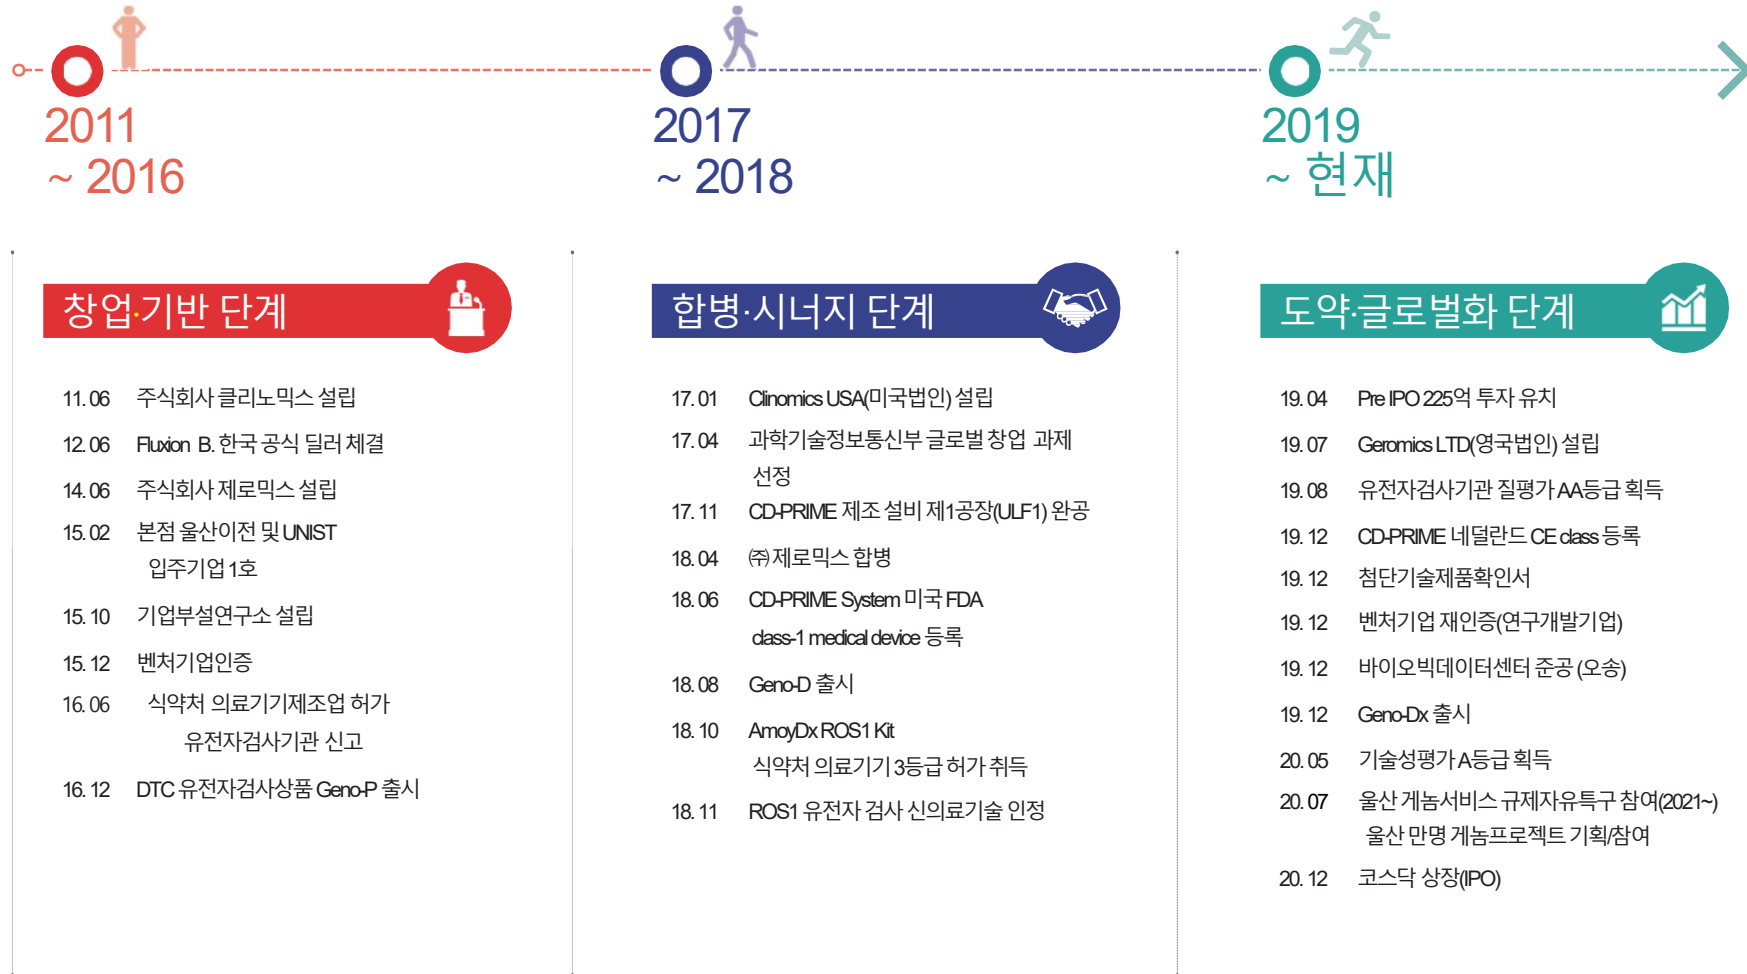 2011
~ 2016
창업·기반 단계
11. 06 주식회사 클리노믹스 설립
12. 06 Fluxion B. 한국 공식 딜러 체결
14. 06 주식회사 제로믹스 설립
15. 02 본점 울산이전 및 UNIST
입주기업 1호
15. 10 기업부설연구소 설립
15. 12 벤처기업인증
16. 06 식약처 의료기기제조업 허가
유전자검사기관 신고
16. 12 DTC 유전자검사상품 Geno-P 출시
2017
~ 2018
합병·시너지 단계
17. 01 Clinomics USA(미국법인) 설립
17. 04 과학기술정보통신부 글로벌 창업 과제
선정
17. 11 CD-PRIME 제조 설비 제1공장(ULF1) 완공
18. 04 ㈜제로믹스 합병
18. 06 CD-PRIME System 미국 FDA
class-1 medical device 등록
18. 08 Geno-D 출시
18. 10 AmoyDx ROS1 Kit
식약처 의료기기 3등급 허가 취득
18. 11 ROS1 유전자 검사 신의료기술 인정
2019
~ 현재
도약·글로벌화 단계
19. 04 Pre IPO 225억 투자 유치
19. 07 Geromics LTD(영국법인) 설립
19. 08 유전자검사기관 질평가 AA등급 획득
19. 12 CD-PRIME 네덜란드 CE class 등록
19. 12 첨단기술제품확인서
19. 12 벤처기업 재인증(연구개발기업)
19. 12 바이오빅데이터센터 준공 (오송)
19. 12 Geno-Dx 출시
20. 05 기술성평가 A등급 획득
20. 07 울산 게놈서비스 규제자유특구 참여(2021~)
울산 만명 게놈프로젝트 기획/참여
20. 12 코스닥 상장(IPO)